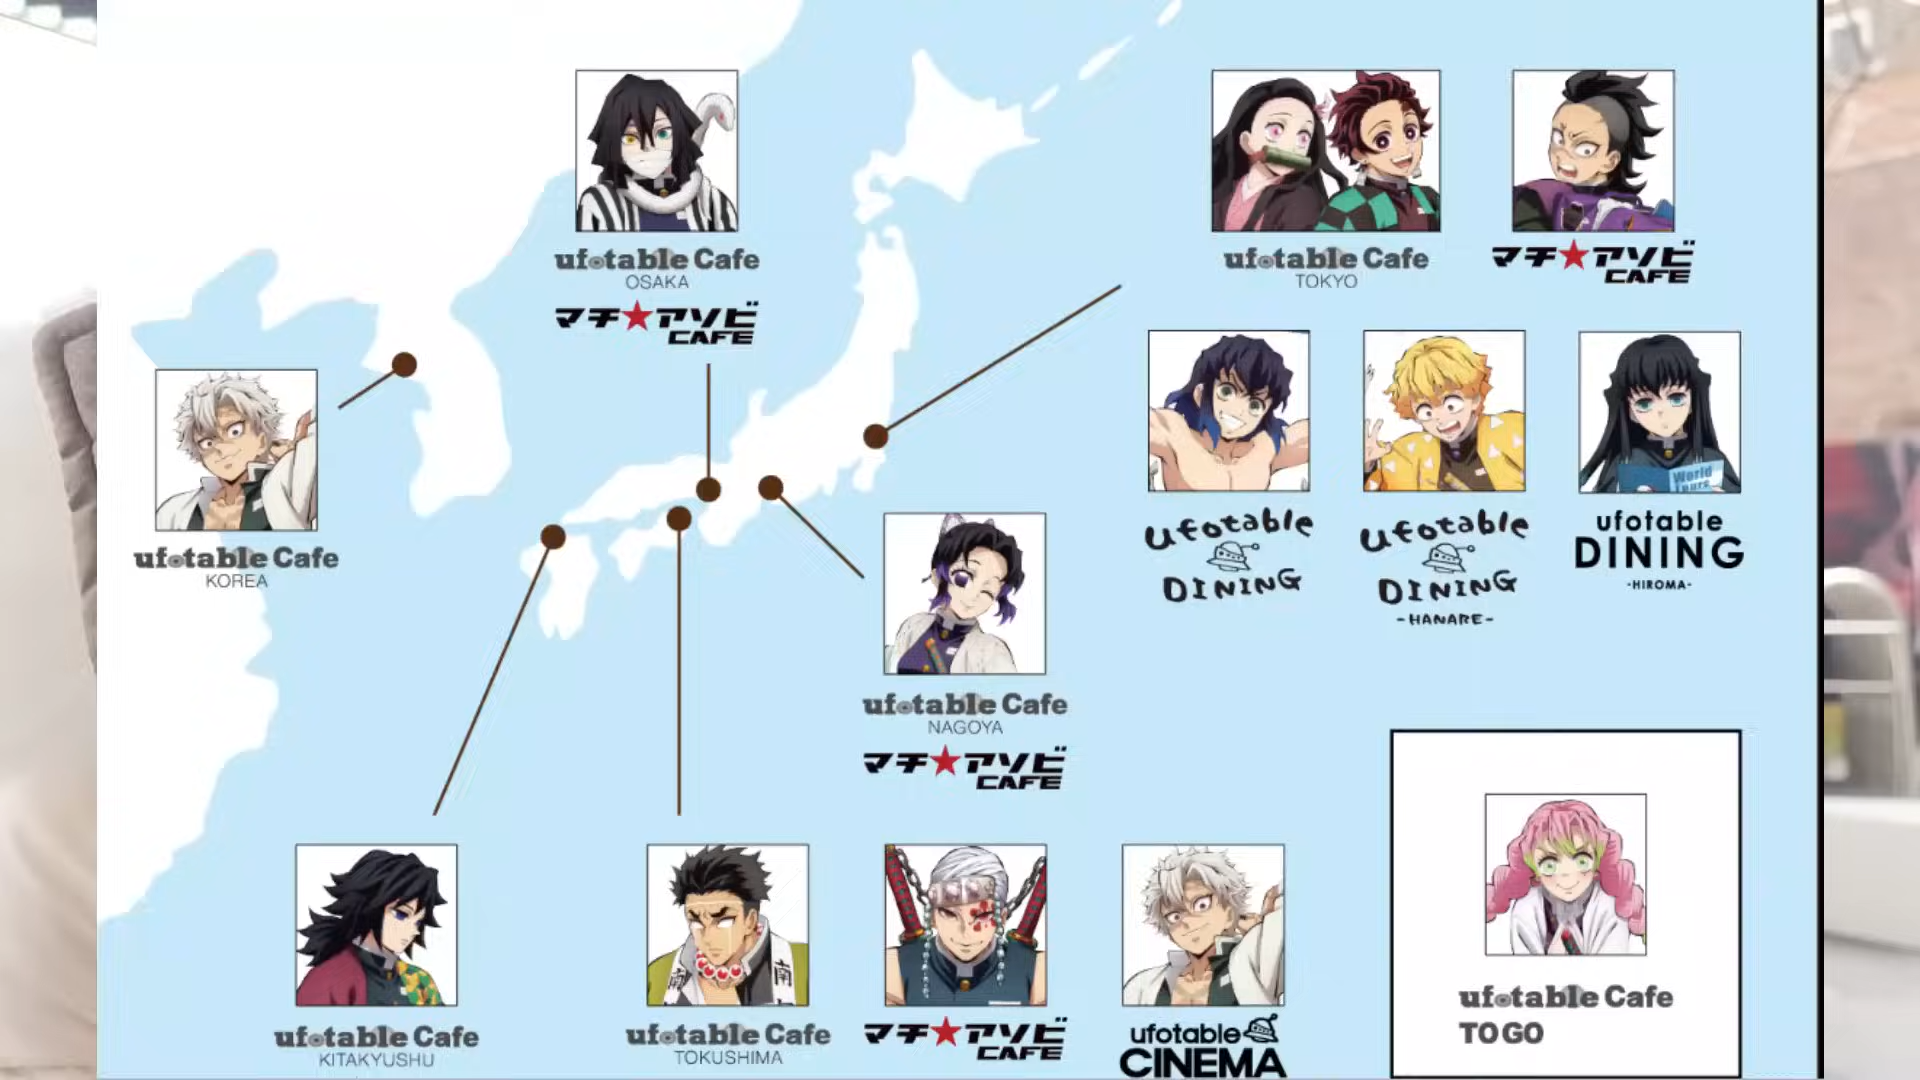 ufotable Cafe
OSAKA
マチ★アソビ
CAFE
ufotable Cafe
TOKYO
マチ★アソビ
CAFE
ufotable Cafe
KOREA
World
Tours
ufotable
DINING
ufotable
DINING
-HANARE-
ufotable
DINING
-HIROMA-
ufotable Cafe
NAGOYA
マチ★アソビ
CAFE
南
南
ufotable Cafe
KITAKYUSHU
ufotable Cafe
TOKUSHIMA
マチ★アソビ
CAFE
ufotable
CINEMA
ufotable Cafe
TO GO